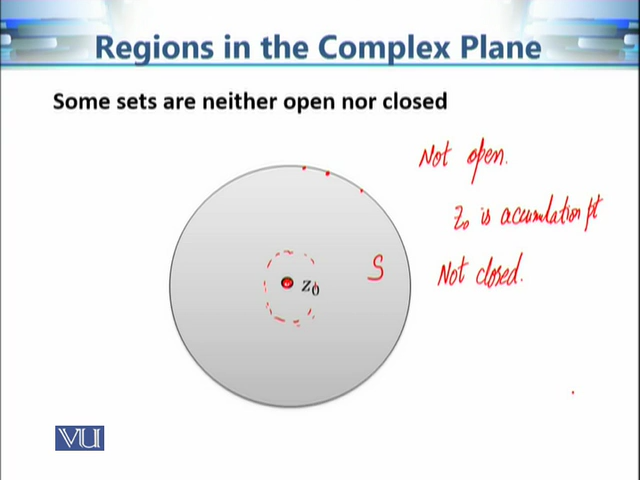 Regions in the Complex Plane
Some sets are neither open nor closed
Not open.
z₀ is acumulation pt
S
Not closed.
z₀
VU